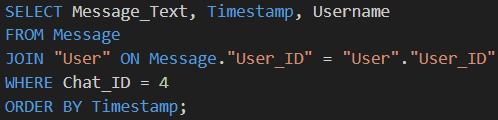 SELECT Message_Text, Timestamp, Username
FROM Message
JOIN "User" ON Message."User_ID" = "User"."User_ID"
WHERE Chat_ID = 4
ORDER BY Timestamp;